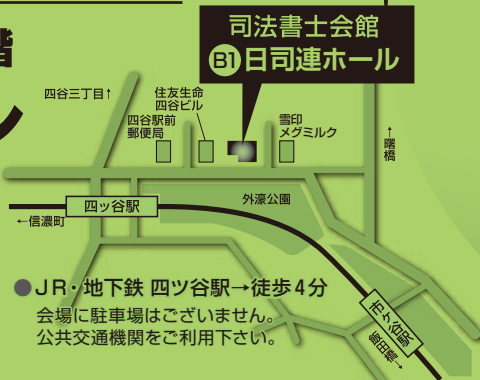 司法書士会館
B1 日司連ホール
四谷三丁目↑
住友生命
四谷ビル
四谷駅前
郵便局
雪印
メグミルク
↑曙橋
四ッ谷駅
←信濃町
外濠公園
●JR・地下鉄 四ツ谷駅→徒歩4分
会場に駐車場はございません。
公共交通機関をご利用下さい。
市ヶ谷駅
飯田橋→